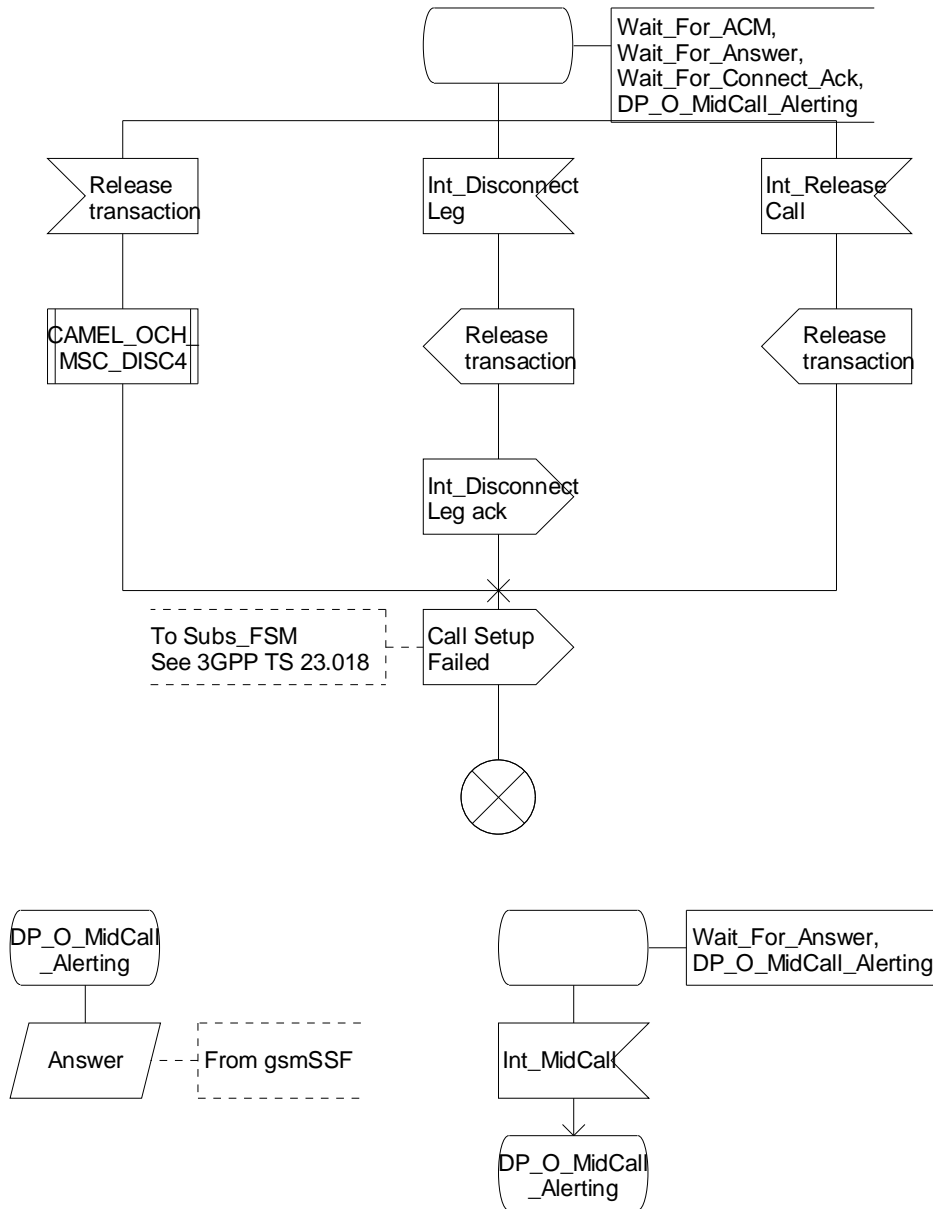 Wait_For_ACM,
Wait_For_Answer,
Wait_For_Connect_Ack,
DP_O_MidCall_Alerting
Release
transaction
Int_Disconnect
Leg
Int_Release
Call
CAMEL_OCH_
MSC_DISC4
Release
transaction
Release
transaction
Int_Disconnect
Leg ack
To Subs_FSM
See 3GPP TS 23.018
Call Setup
Failed
DP_O_MidCall
_Alerting
Wait_For_Answer,
DP_O_MidCall_Alerting
Answer
From gsmSSF
Int_MidCall
DP_O_MidCall
_Alerting